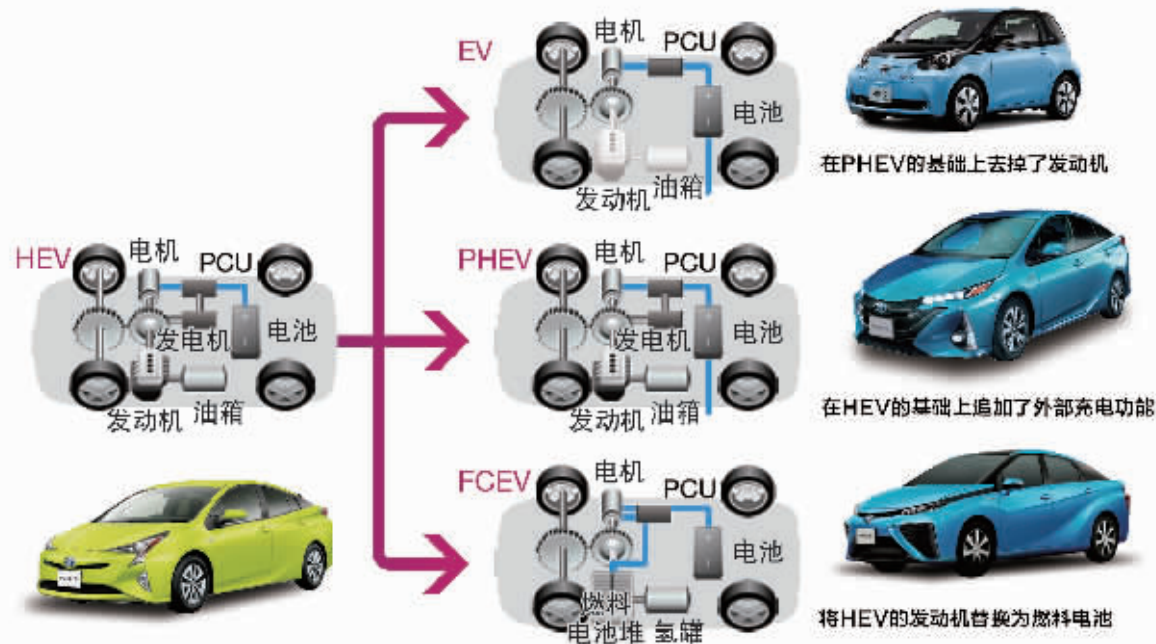 EV
电机
PCU
电池
发动机
油箱
在PHEV的基础上去掉了发动机
HEV
电机
PCU
发电机
电池
发动机
油箱
PHEV
电机
PCU
发电机
电池
发动机
油箱
在HEV的基础上追加了外部充电功能
FCEV
电机
PCU
电池
燃料
电池堆
氢罐
将HEV的发动机替换为燃料电池